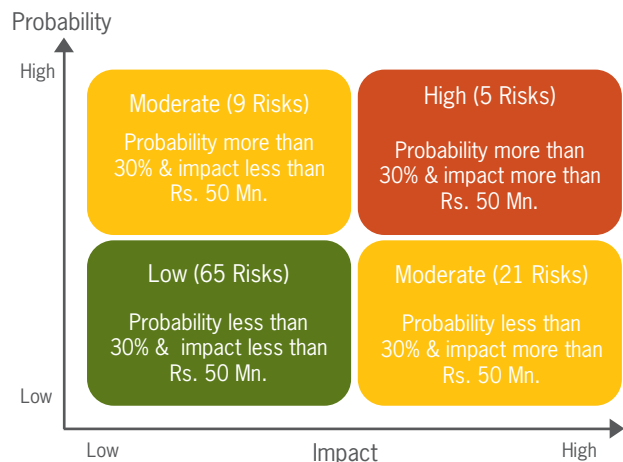 Probability
High
Moderate (9 Risks)
Probability more than
30% & impact less than
Rs. 50 Mn.
High (5 Risks)
Probability more than
30% & impact more than
Rs. 50 Mn.
Low (65 Risks)
Probability less than
30% & impact less than
Rs. 50 Mn.
Moderate (21 Risks)
Probability less than
30% & impact more than
Rs. 50 Mn.
Low
Low
Impact
High